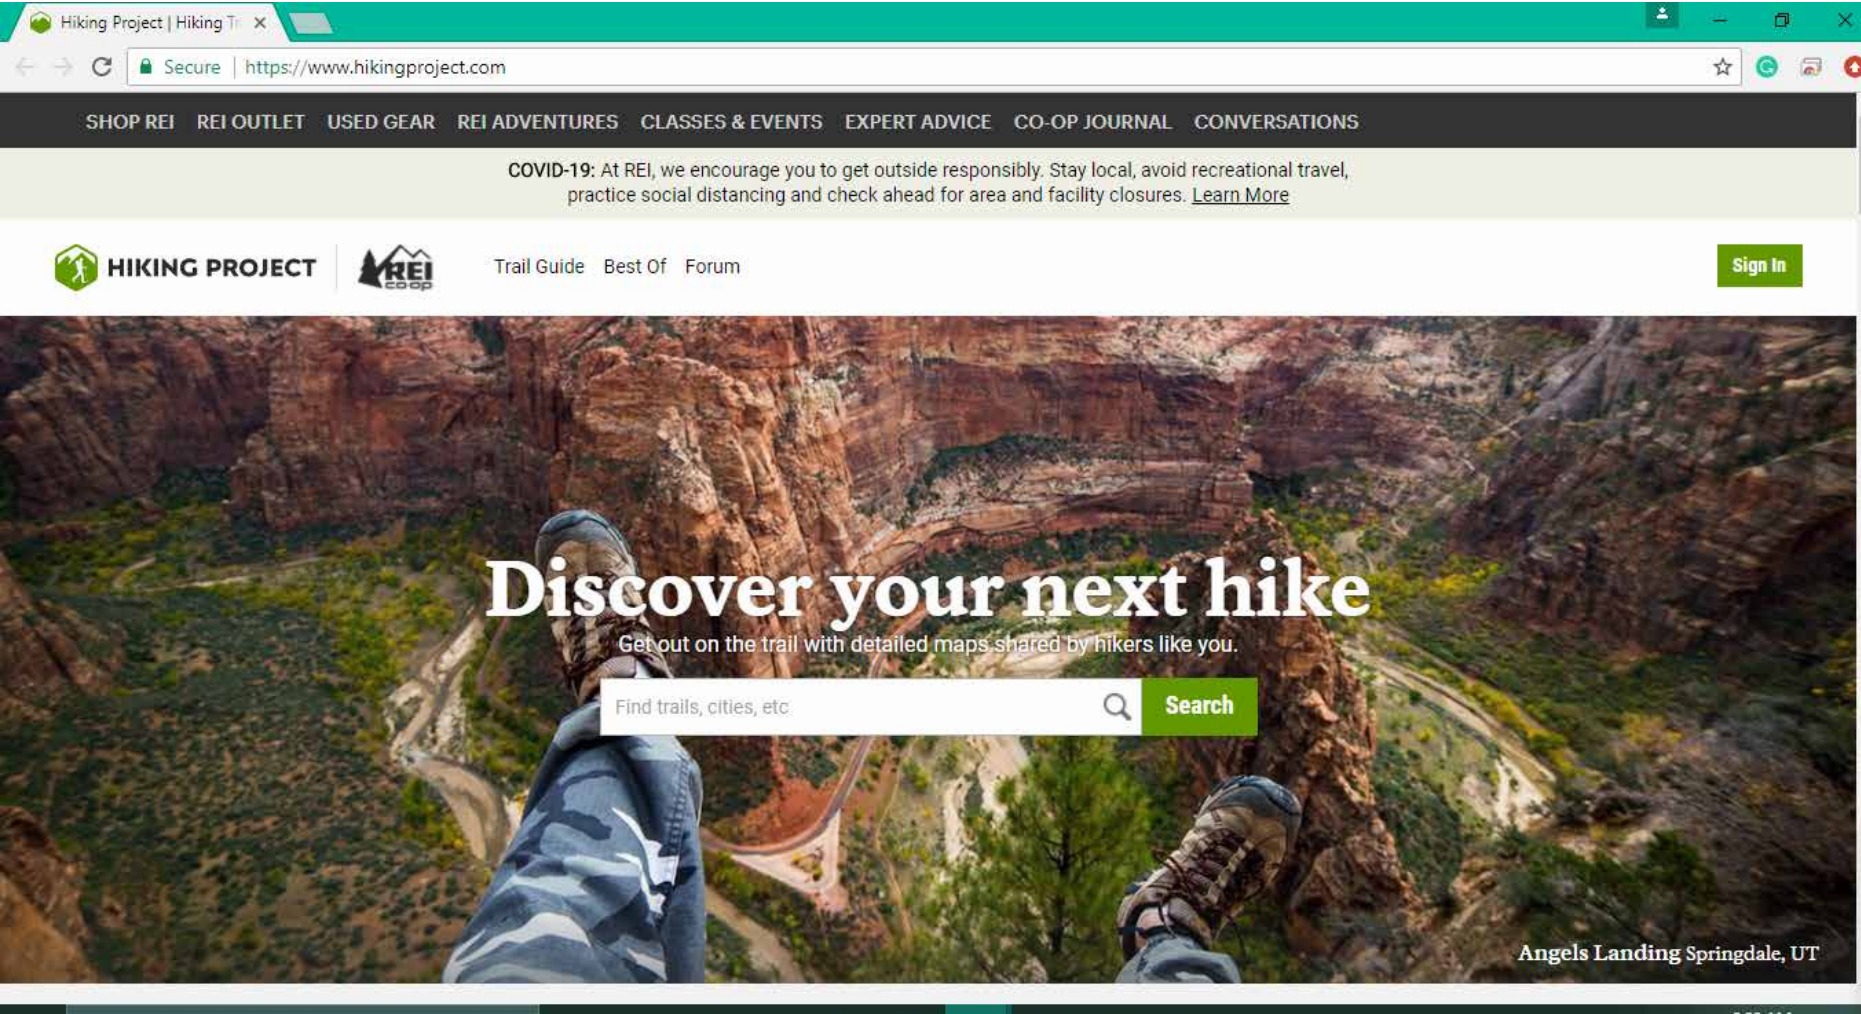 Hiking Project | Hiking Tr
Secure | https://www.hikingproject.com
SHOP REI REI OUTLET USED GEAR REI ADVENTURES CLASSES & EVENTS EXPERT ADVICE CO-OP JOURNAL CONVERSATIONS
COVID-19: At REI, we encourage you to get outside responsibly. Stay local, avoid recreational travel,
practice social distancing and check ahead for area and facility closures. Learn More
HIKING PROJECT REI Trail Guide Best Of Forum Sign In
CO·OP
Discover your next hike
Get out on the trail with detailed maps shared by hikers like you.
Find trails, cities, etc Search
Angels Landing Springdale, UT